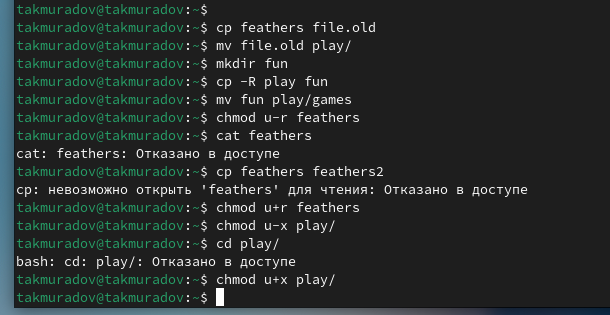 takmuradov@takmuradov:~$
takmuradov@takmuradov:~$ cp feathers file.old
takmuradov@takmuradov:~$ mv file.old play/
takmuradov@takmuradov:~$ mkdir fun
takmuradov@takmuradov:~$ cp -R play fun
takmuradov@takmuradov:~$ mv fun play/games
takmuradov@takmuradov:~$ chmod u-r feathers
takmuradov@takmuradov:~$ cat feathers
cat: feathers: Отказано в доступе
takmuradov@takmuradov:~$ cp feathers feathers2
cp: невозможно открыть 'feathers' для чтения: Отказано в доступе
takmuradov@takmuradov:~$ chmod u+r feathers
takmuradov@takmuradov:~$ chmod u-x play/
takmuradov@takmuradov:~$ cd play/
bash: cd: play/: Отказано в доступе
takmuradov@takmuradov:~$ chmod u+x play/
takmuradov@takmuradov:~$